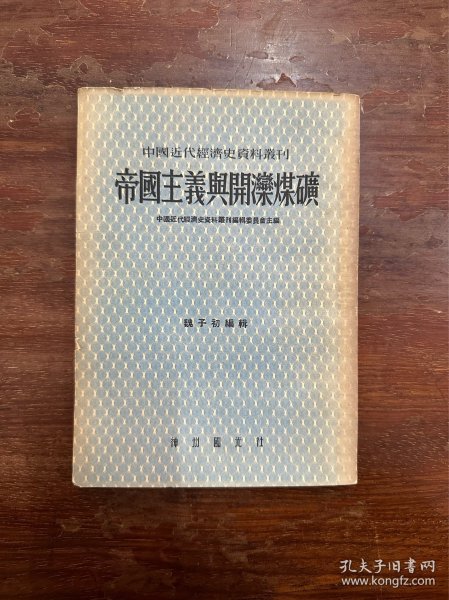 中國近代經濟史資料叢刊
帝國主義與開灤煤礦
中國近代經濟史資料叢刊編輯委員會主編
魏子初編輯
神州國光社
孔夫子旧书网
www.kongfz.com